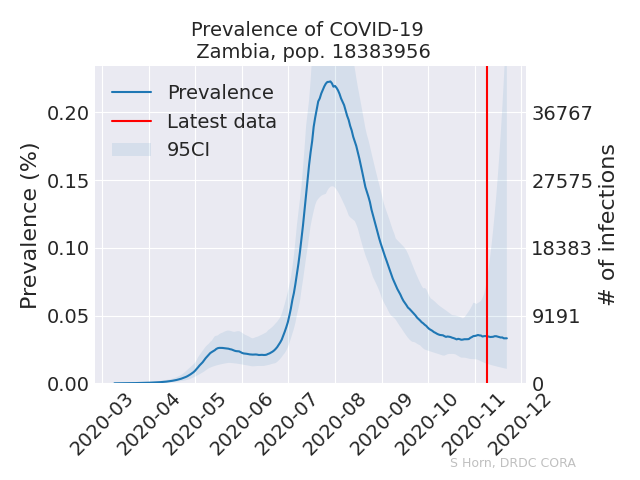 Prevalence of COVID-19
Zambia, pop. 18383956
Prevalence
Latest data
95CI
Prevalence (%)
0.20
0.15
0.10
0.05
0.00
36767
27575
18383
9191
0
# of infections
2020-03
2020-04
2020-05
2020-06
2020-07
2020-08
2020-09
2020-10
2020-11
2020-12
S Horn, DRDC CORA